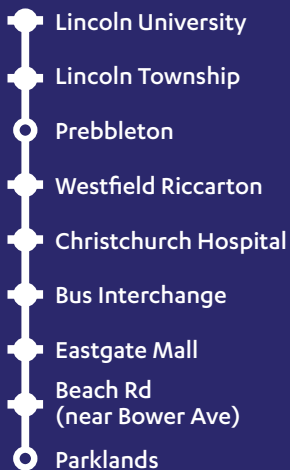 Lincoln University
Lincoln Township
Prebbleton
Westfield Riccarton
Christchurch Hospital
Bus Interchange
Eastgate Mall
Beach Rd
(near Bower Ave)
Parklands